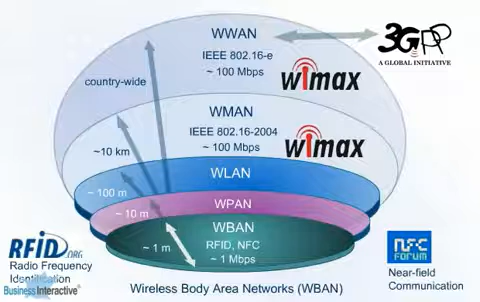 WWAN
IEEE 802.16-e
~ 100 Mbps
wimax
3GPP
A GLOBAL INITIATIVE
country-wide
WMAN
IEEE 802.16-2004
~ 100 Mbps
wimax
~10 km
WLAN
~ 100 m
WPAN
~ 10 m
WBAN
RFID, NFC
~ 1 Mbps
~ 1 m
RFID.ORG
Radio Frequency
Identification
Business Interactive®
NFC
FORUM
Near-field
Communication
Wireless Body Area Networks (WBAN)